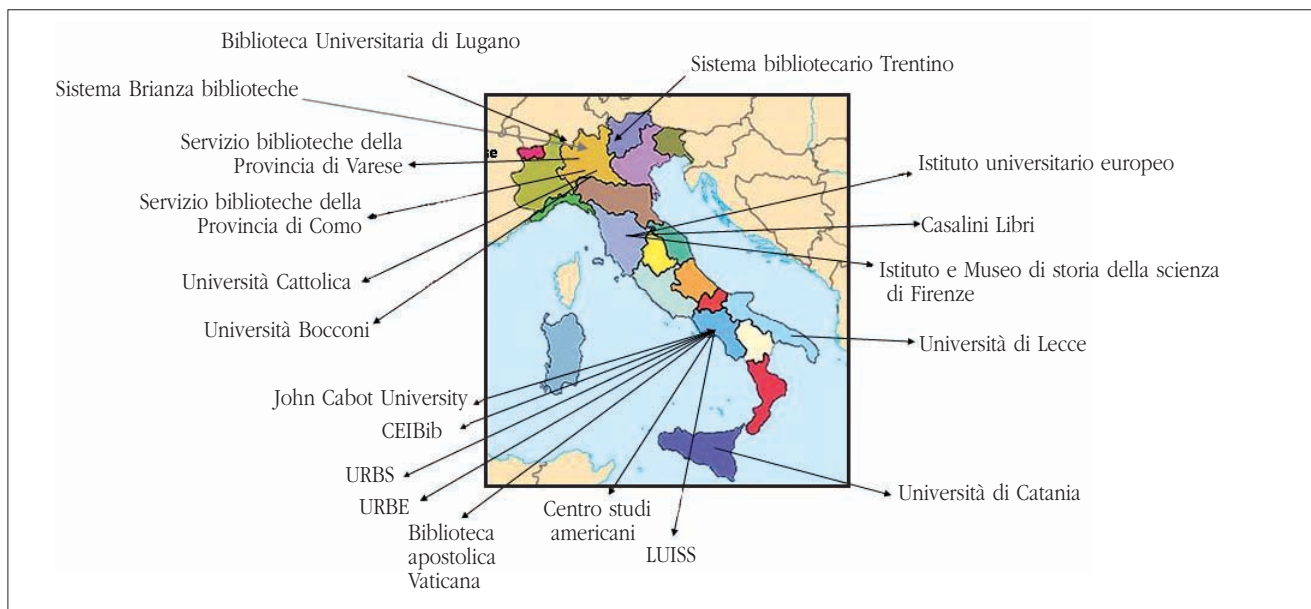 Biblioteca Universitaria di Lugano
Sistema bibliotecario Trentino
Sistema Brianza biblioteche
Servizio biblioteche della
Provincia di Varese
se
Servizio biblioteche della
Provincia di Como
Università Cattolica
Università Bocconi
Istituto universitario europeo
Casalini Libri
Istituto e Museo di storia della scienza
di Firenze
Università di Lecce
John Cabot University
CEIBib
URBS
URBE
Biblioteca
apostolica
Vaticana
Centro studi
americani
LUISS
Università di Catania